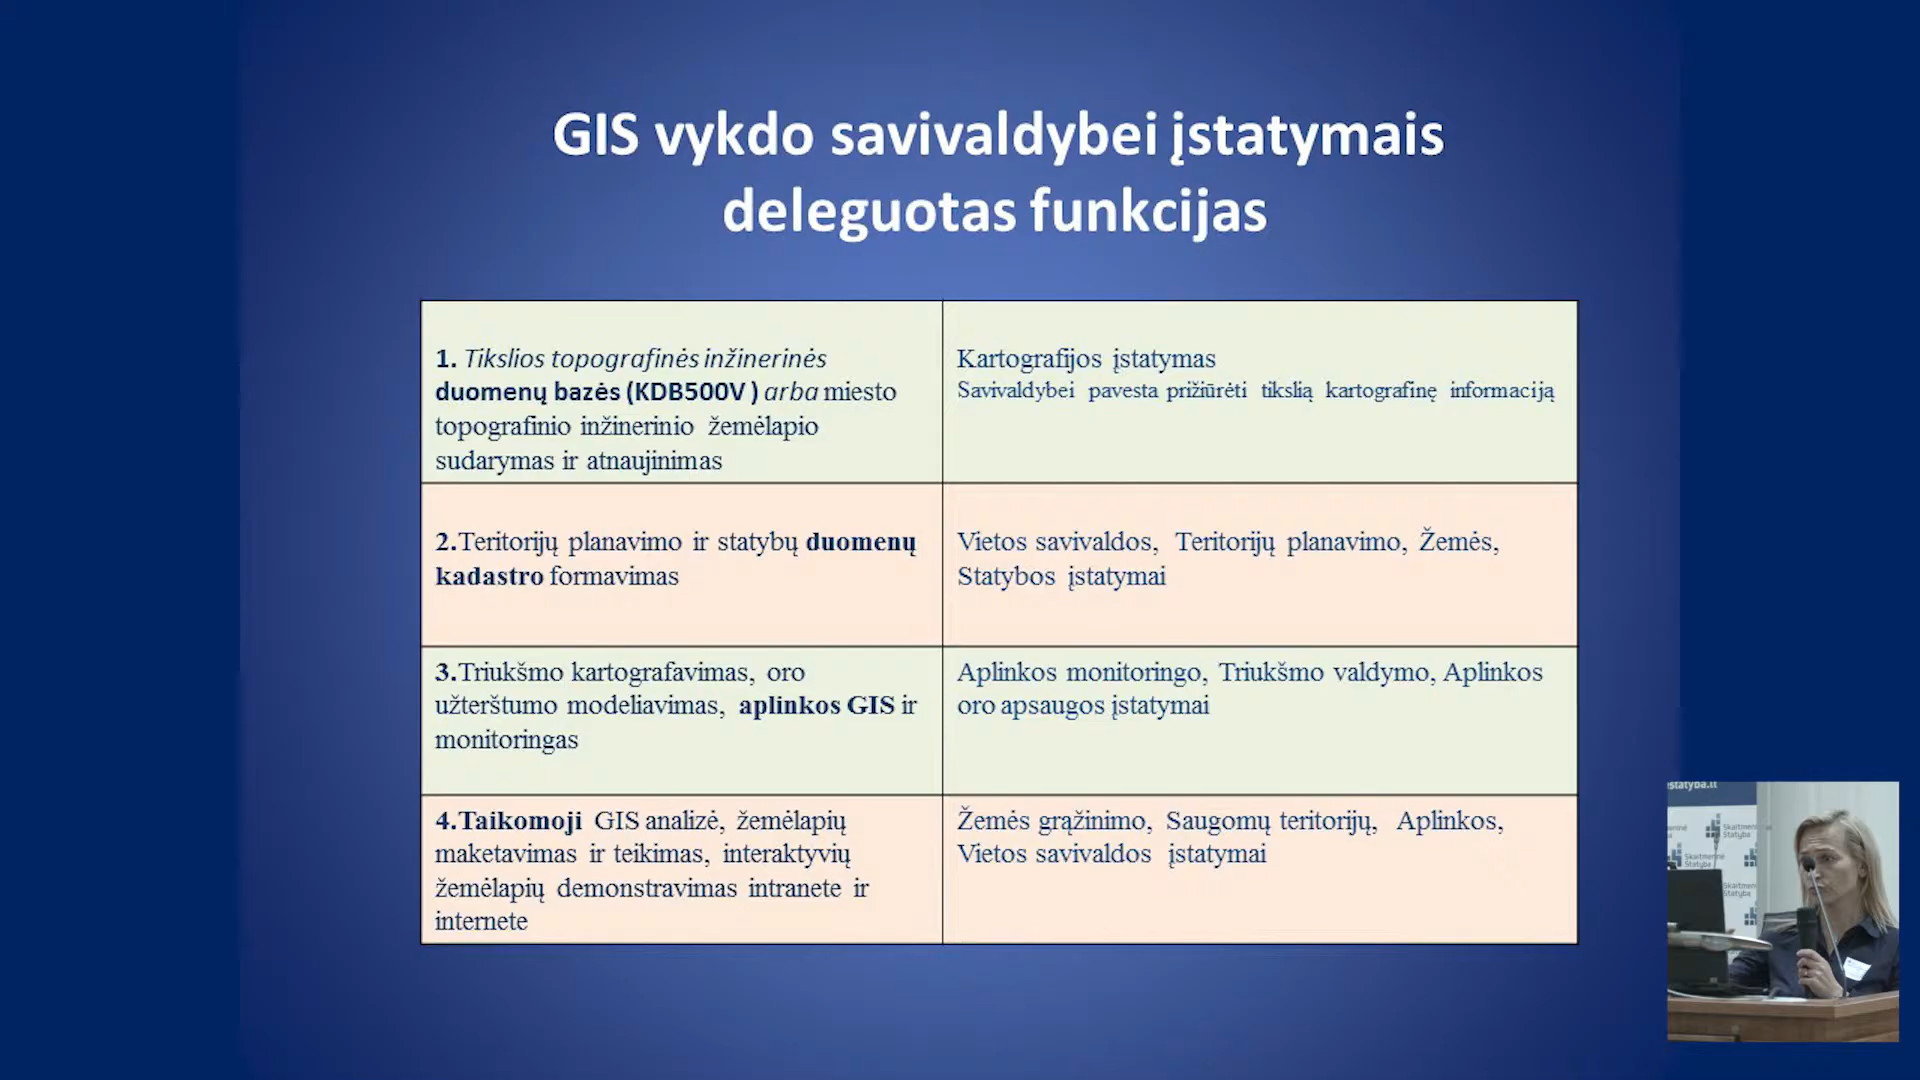 GIS vykdo savivaldybei įstatymais
deleguotas funkcijas
1. Tikslios topografinės inžinerinės
duomenų bazės (KDB500V ) arba miesto
topografinio inžinerinio žemėlapio
sudarymas ir atnaujinimas
Kartografijos įstatymas
Savivaldybei pavesta prižiūrėti tikslią kartografinę informaciją
2.Teritorijų planavimo ir statybų duomenų
kadastro formavimas
Vietos savivaldos, Teritorijų planavimo, Žemės,
Statybos įstatymai
3.Triukšmo kartografavimas, oro
užterštumo modeliavimas, aplinkos GIS ir
monitoringas
Aplinkos monitoringo, Triukšmo valdymo, Aplinkos
oro apsaugos įstatymai
4.Taikomoji GIS analizė, žemėlapių
maketavimas ir teikimas, interaktyvių
žemėlapių demonstravimas intranete ir
internete
Žemės grąžinimo, Saugomų teritorijų, Aplinkos,
Vietos savivaldos įstatymai
estatyba.lt
Skaitmeninė
Statyba